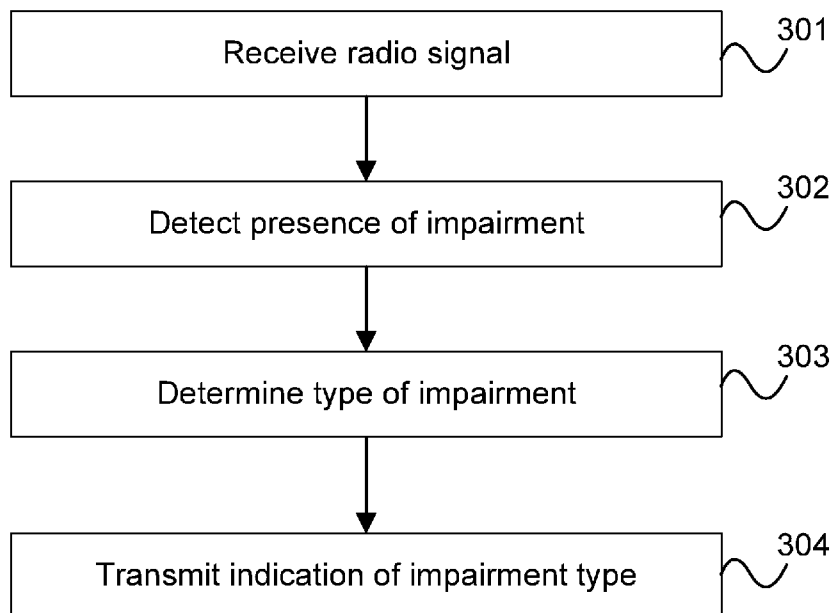 301
Receive radio signal
302
Detect presence of impairment
303
Determine type of impairment
304
Transmit indication of impairment type